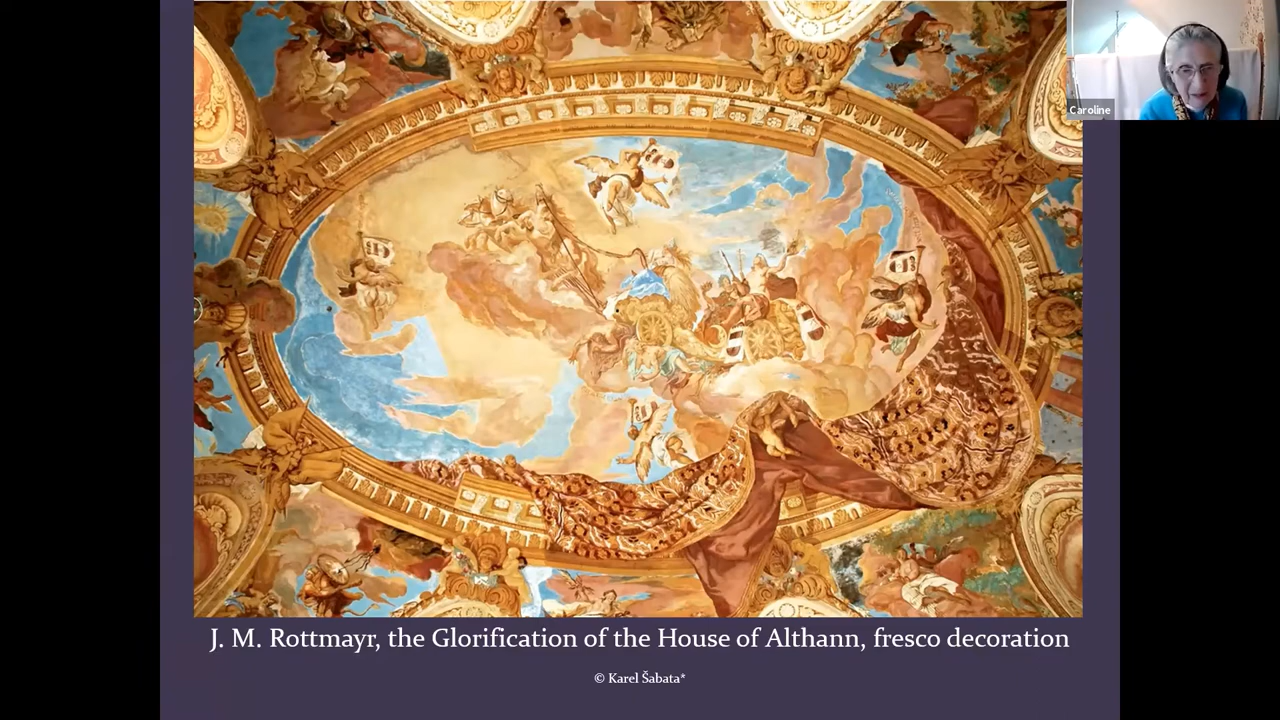 Caroline
J. M. Rottmayr, the Glorification of the House of Althann, fresco decoration
© Karel Šabata*